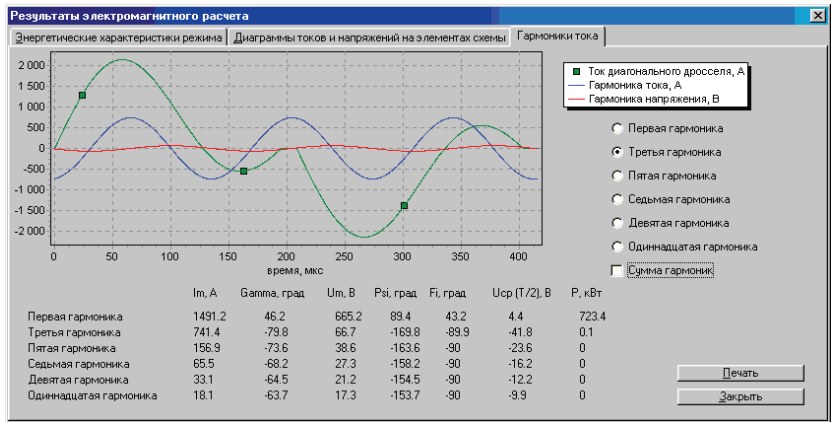 Результаты электромагнитного расчета
Энергетические характеристики режима Диаграммы токов и напряжений на элементах схемы Гармоники тока
Ток диагонального дросселя, А
Гармоника тока, А
Гармоника напряжения, В
2 000
1 500
1 000
500
0
-500
-1 000
-1 500
-2 000
0 50 100 150 200 250 300 350 400
время, мкс
Первая гармоника
Третья гармоника
Пятая гармоника
Седьмая гармоника
Девятая гармоника
Одиннадцатая гармоника
Сумма гармоник
Im, А Gamma, град Um, В Psi, град Fi, град Uср (Т/2), В Р, кВт
Первая гармоника 1491.2 46.2 665.2 89.4 43.2 4.4 723.4
Третья гармоника 741.4 -79.8 66.7 -169.8 -89.9 -41.8 0.1
Пятая гармоника 156.9 -73.6 38.6 -163.6 -90 -23.6 0
Седьмая гармоника 65.5 -68.2 27.3 -158.2 -90 -16.2 0
Девятая гармоника 33.1 -64.5 21.2 -154.5 -90 -12.2 0
Одиннадцатая гармоника 18.1 -63.7 17.3 -153.7 -90 -9.9 0
Печать
Закрыть